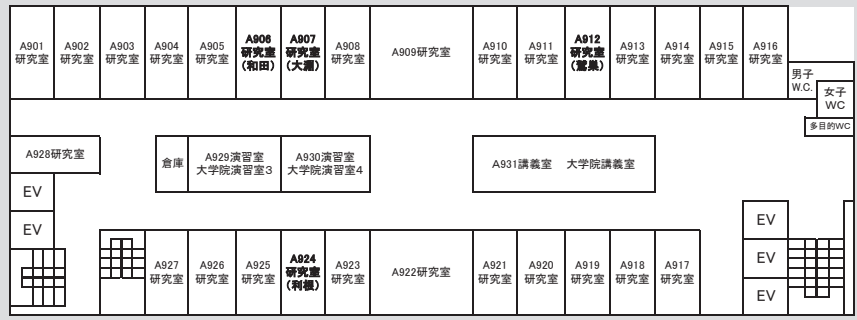 A901
研究室
A902
研究室
A903
研究室
A904
研究室
A905
研究室
A906
研究室
(和田)
A907
研究室
(大瀧)
A908
研究室
A909研究室
A910
研究室
A911
研究室
A912
研究室
(鷲巣)
A913
研究室
A914
研究室
A915
研究室
A916
研究室
男子
W.C.
女子
WC
多目的WC
A928研究室
倉庫
A929演習室
大学院演習室3
A930演習室
大学院演習室4
A931講義室 大学院講義室
EV
EV
EV
EV
EV
A927
研究室
A926
研究室
A925
研究室
A924
研究室
(利根)
A923
研究室
A922研究室
A921
研究室
A920
研究室
A919
研究室
A918
研究室
A917
研究室